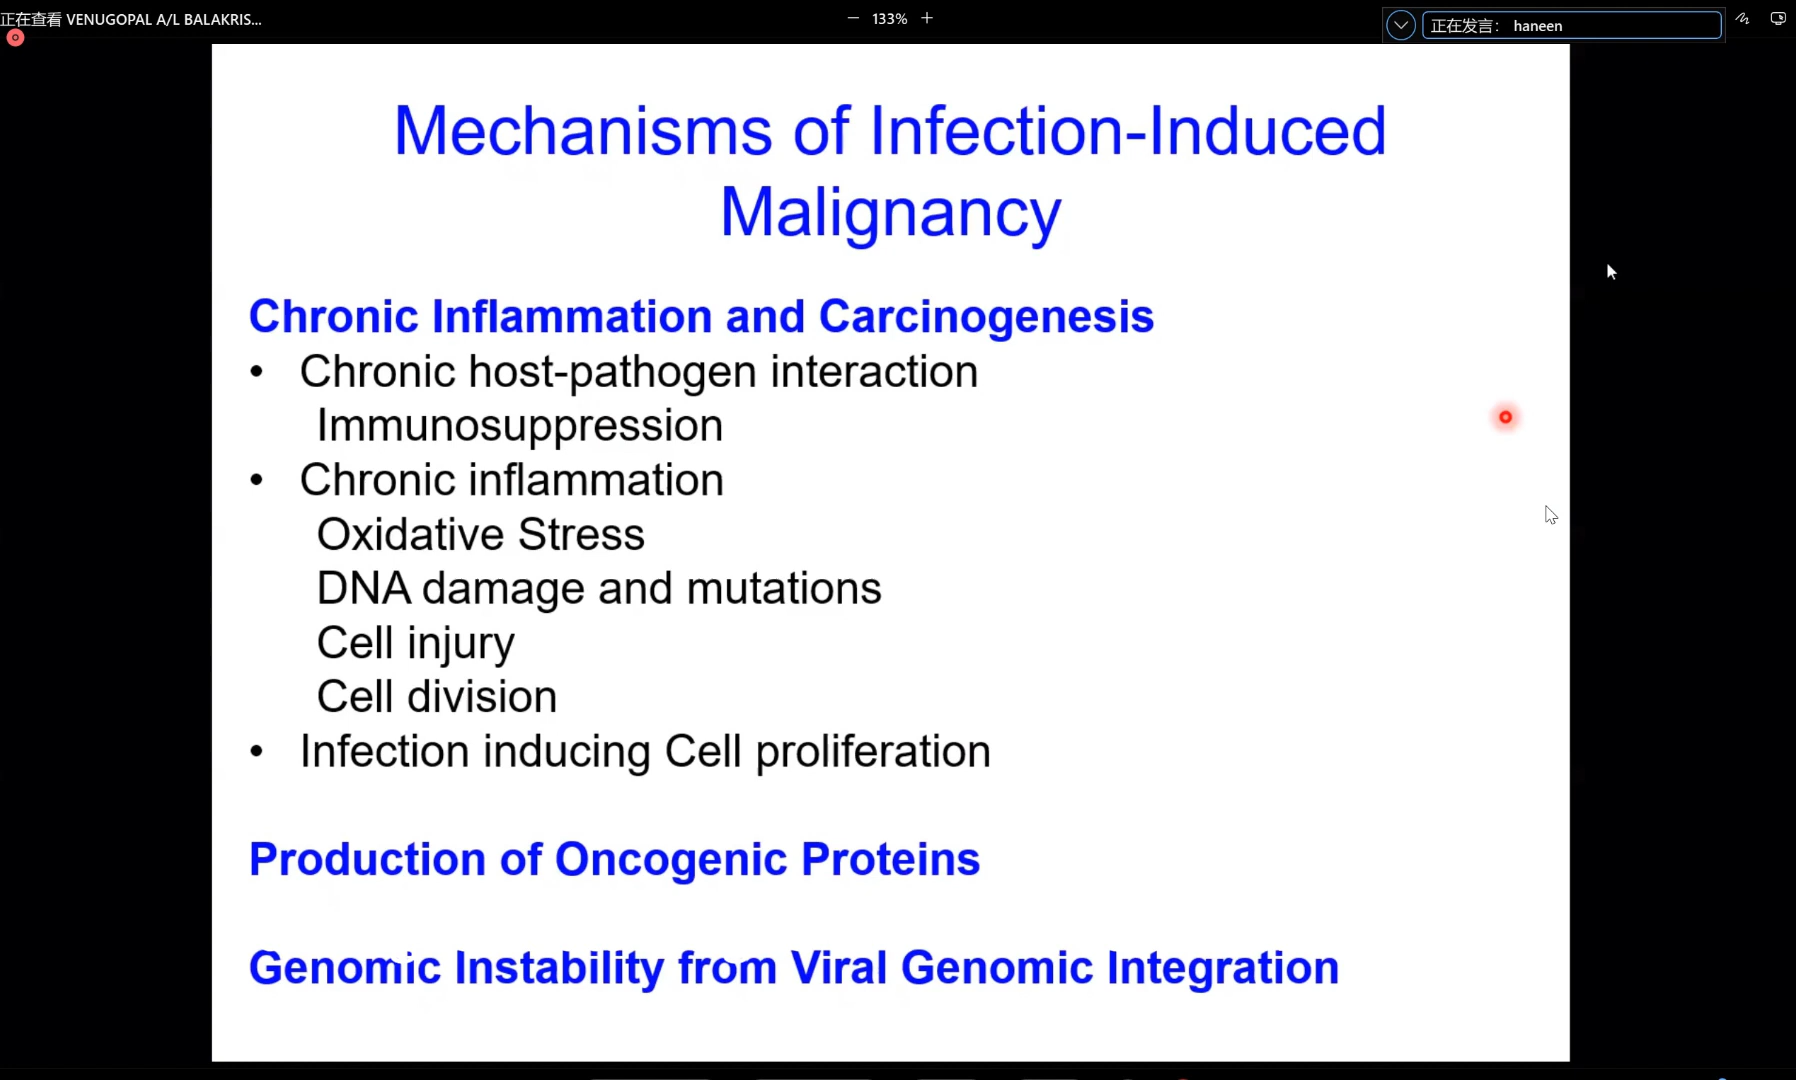 正在查看 VENUGOPAL A/L BALAKRIS...
133%
正在发言： haneen
Mechanisms of Infection-Induced
Malignancy
Chronic Inflammation and Carcinogenesis
• Chronic host-pathogen interaction
Immunosuppression
• Chronic inflammation
Oxidative Stress
DNA damage and mutations
Cell injury
Cell division
• Infection inducing Cell proliferation
Production of Oncogenic Proteins
Genomic Instability from Viral Genomic Integration